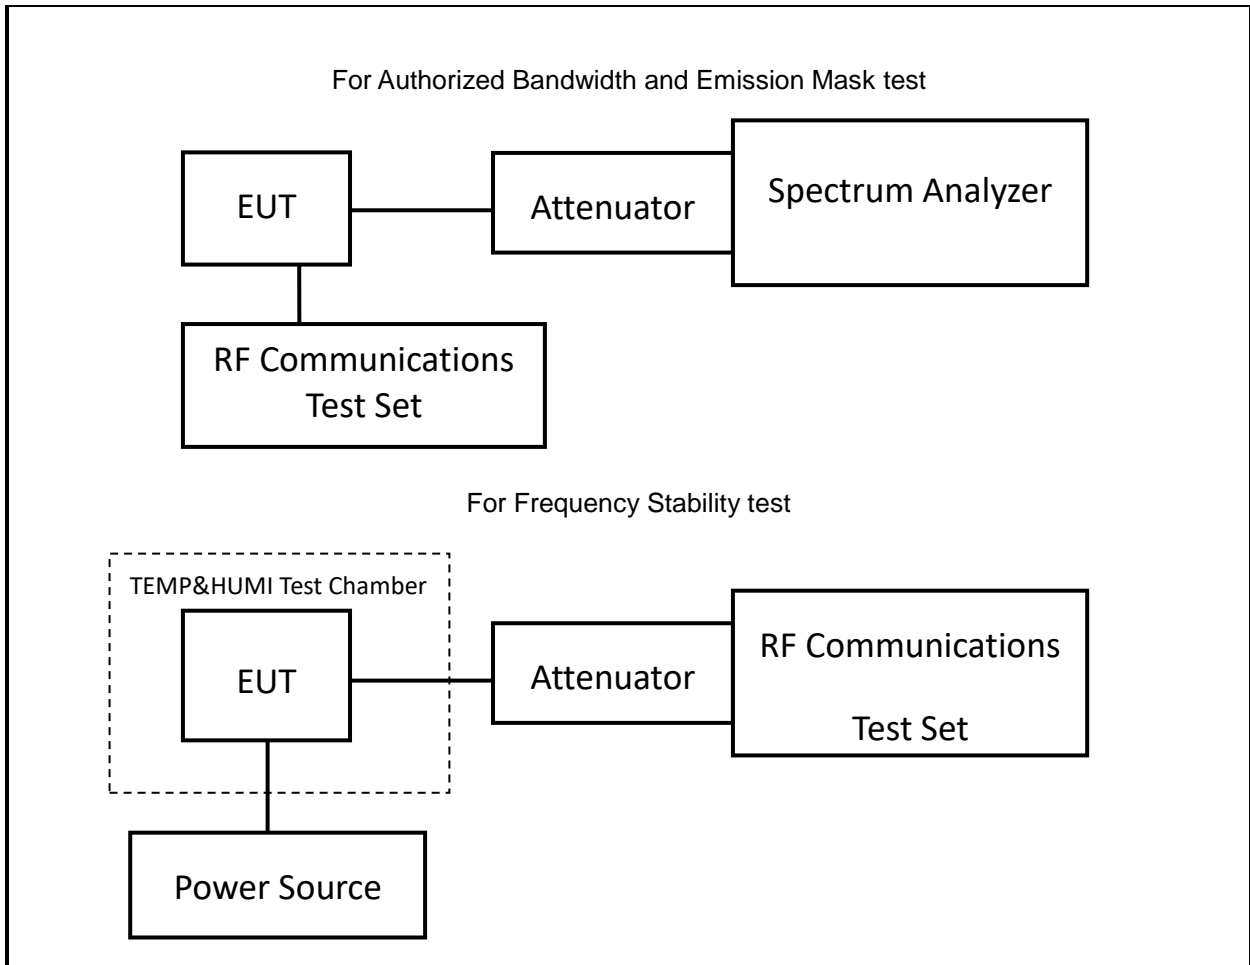 For Authorized Bandwidth and Emission Mask test
EUT
Attenuator
Spectrum Analyzer
RF Communications
Test Set
For Frequency Stability test
TEMP&HUMI Test Chamber
EUT
Attenuator
RF Communications
Test Set
Power Source